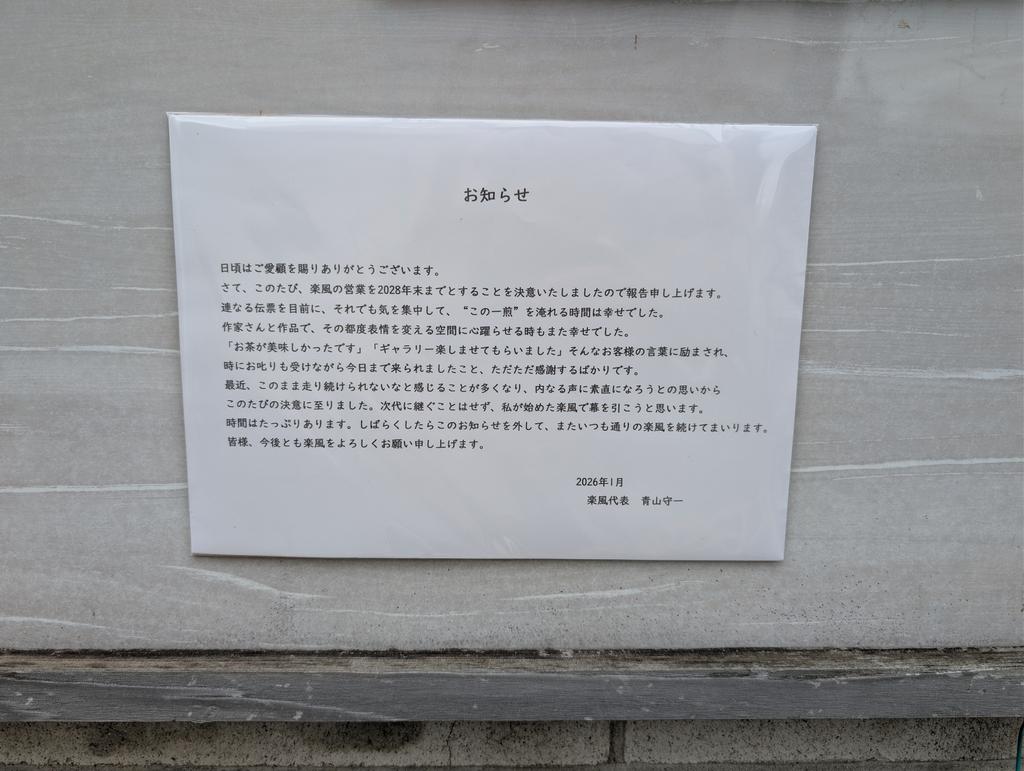 お知らせ
日頃はご愛顧を賜りありがとうございます。
さて、このたび、楽風の営業を2028年末までとすることを決意いたしましたので報告申し上げます。
連なる伝票を目前に、それでも気を集中して、“この一煎”を淹れる時間は幸せでした。
作家さんと作品で、その都度表情を変える空間に心躍らせる時もまた幸せでした。
「お茶が美味しかったです」「ギャラリー楽しませてもらいました」そんなお客様の言葉に励まされ、
時にお叱りも受けながら今日まで来られましたこと、ただただ感謝するばかりです。
最近、このまま走り続けられないなと感じることが多くなり、内なる声に素直になろうとの思いから
このたびの決意に至りました。次代に継ぐことはせず、私が始めた楽風で幕を引こうと思います。
時間はたっぷりあります。しばらくしたらこのお知らせを外して、またいつも通りの楽風を続けてまいります。
皆様、今後とも楽風をよろしくお願い申し上げます。
2026年1月
楽風代表　青山守一